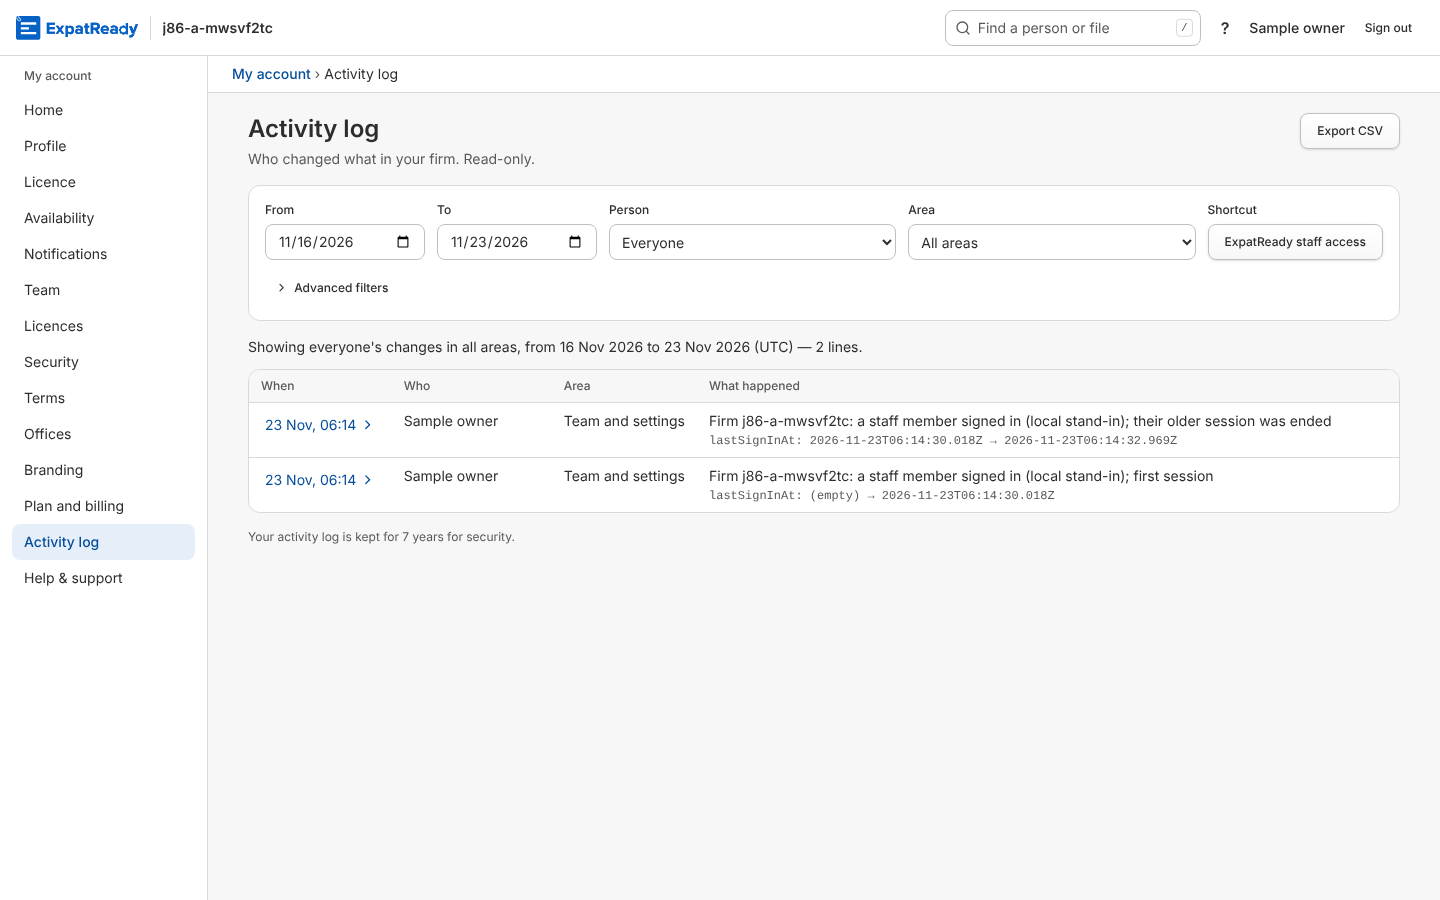 ExpatReady
j86-a-mwsvf2tc
Find a person or file
/
?
Sample owner
Sign out
My account
Home
Profile
Licence
Availability
Notifications
Team
Licences
Security
Terms
Offices
Branding
Plan and billing
Activity log
Help & support
My account › Activity log
Activity log
Who changed what in your firm. Read-only.
Export CSV
From
To
Person
Area
Shortcut
11/16/2026
11/23/2026
Everyone
All areas
ExpatReady staff access
Advanced filters
Showing everyone's changes in all areas, from 16 Nov 2026 to 23 Nov 2026 (UTC) — 2 lines.
When
Who
Area
What happened
23 Nov, 06:14
Sample owner
Team and settings
Firm j86-a-mwsvf2tc: a staff member signed in (local stand-in); their older session was ended
lastSignInAt: 2026-11-23T06:14:30.018Z → 2026-11-23T06:14:32.969Z
23 Nov, 06:14
Sample owner
Team and settings
Firm j86-a-mwsvf2tc: a staff member signed in (local stand-in); first session
lastSignInAt: (empty) → 2026-11-23T06:14:30.018Z
Your activity log is kept for 7 years for security.